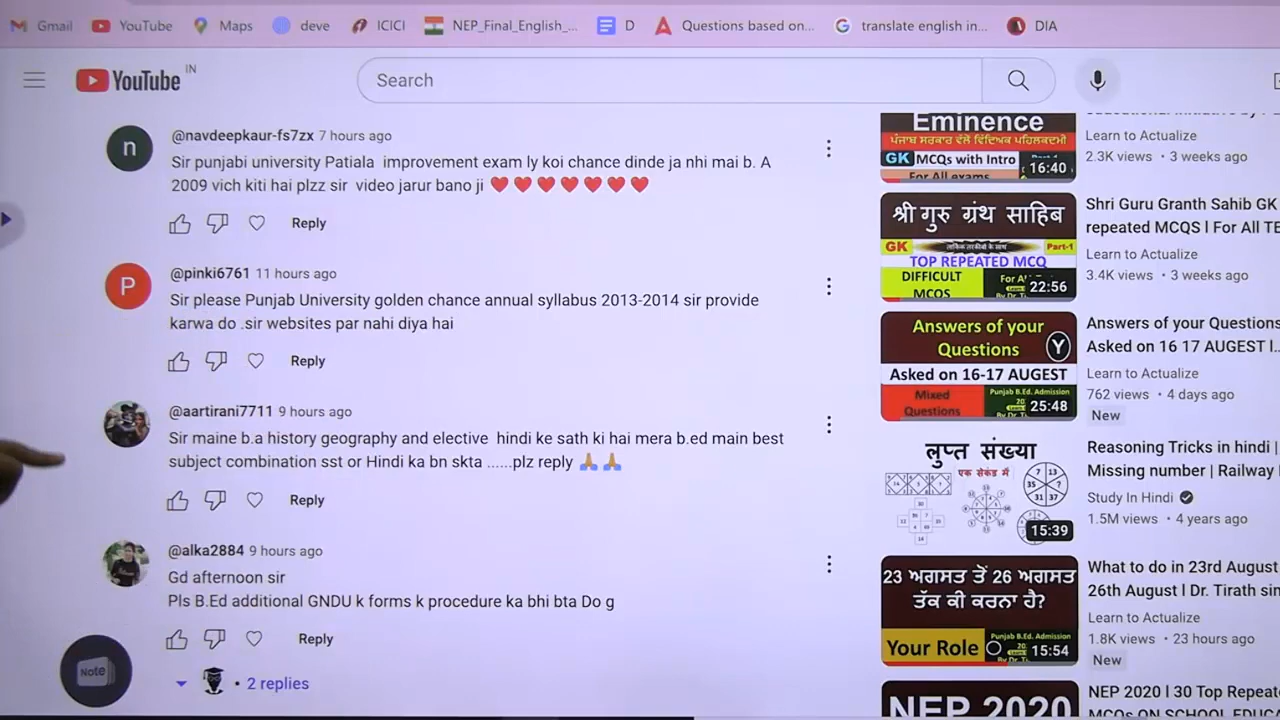 Gmail
YouTube
Maps
deve
ICICI
NEP_Final_English_...
D
Questions based on...
translate english in...
DIA
YouTube IN
Search
@navdeepkaur-fs7zx 7 hours ago
Sir punjabi university Patiala improvement exam ly koi chance dinde ja nhi mai b. A
2009 vich kiti hai plzz sir video jarur bano ji ❤️❤️❤️❤️❤️❤️❤️
Reply
P
@pinki6761 11 hours ago
Sir please Punjab University golden chance annual syllabus 2013-2014 sir provide
karwa do .sir websites par nahi diya hai
Reply
@aartirani7711 9 hours ago
Sir maine b.a history geography and elective hindi ke sath ki hai mera b.ed main best
subject combination sst or Hindi ka bn skta ......plz reply 🙏🙏
Reply
@alka2884 9 hours ago
Gd afternoon sir
Pls B.Ed additional GNDU k forms k procedure ka bhi bta Do g
Reply
Note
• 2 replies
n
Eminence
ਪੰਜਾਬ ਸਰਕਾਰ ਵੱਲੋਂ ਵਿੱਦਿਅਕ ਪਹਿਲਕਦਮੀ
GK MCQs with Intro
For All exams
16:40
Learn to Actualize
2.3K views • 3 weeks ago
श्री गुरु ग्रंथ साहिब
GK Part-1
TOP REPEATED MCQ
DIFFICULT
MCQS
22:56
Shri Guru Granth Sahib GK
repeated MCQS l For All TE
Learn to Actualize
3.4K views • 3 weeks ago
Answers of your
Questions
Y
Asked on 16-17 AUGEST
Mixed
Questions
Punjab B.Ed. Admission
25:48
Answers of your Questions
Asked on 16 17 AUGEST l...
Learn to Actualize
762 views • 4 days ago
New
लुप्त संख्या
एक सेकंड में
15:39
Reasoning Tricks in hindi |
Missing number | Railway
Study In Hindi
1.5M views • 4 years ago
23 ਅਗਸਤ ਤੋਂ 26 ਅਗਸਤ
ਤੱਕ ਕੀ ਕਰਨਾ ਹੈ?
Your Role
Punjab B.Ed. Admission
15:54
What to do in 23rd August
26th August l Dr. Tirath sin
Learn to Actualize
1.8K views • 23 hours ago
New
NEP 2020
NEP 2020 l 30 Top Repeate
MCQs ON SCHOOL EDUCA